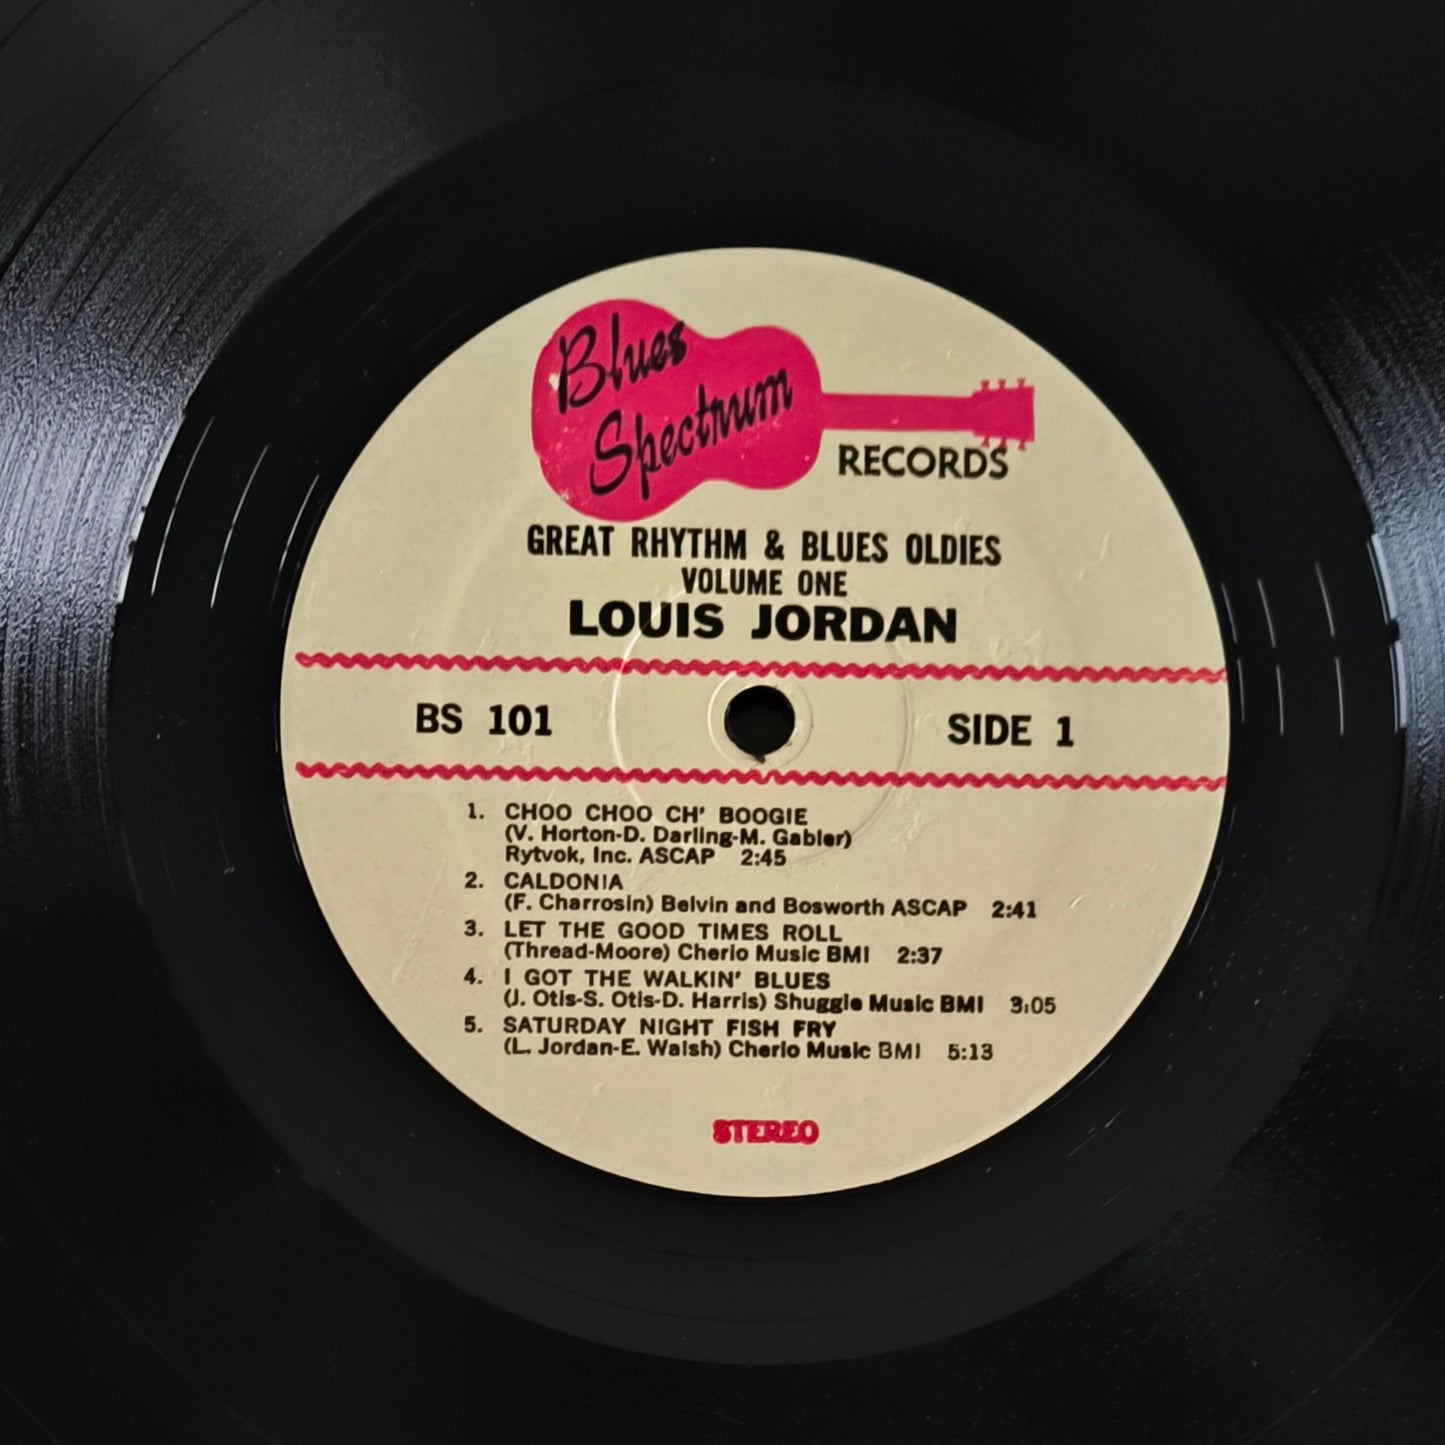 Blues
Spectrum
RECORDS
GREAT RHYTHM & BLUES OLDIES
VOLUME ONE
LOUIS JORDAN
BS 101
SIDE 1
1. CHOO CHOO CH' BOOGIE
(V. Horton-D. Darling-M. Gabler)
Rytvok, Inc. ASCAP 2:45
2. CALDONIA
(F. Charrosin) Belvin and Bosworth ASCAP 2:41
3. LET THE GOOD TIMES ROLL
(Thread-Moore) Cherio Music BMI 2:37
4. I GOT THE WALKIN' BLUES
(J. Otis-S. Otis-D. Harris) Shuggie Music BMI 3:05
5. SATURDAY NIGHT FISH FRY
(L. Jordan-E. Walsh) Cherio Music BMI 5:13
STEREO